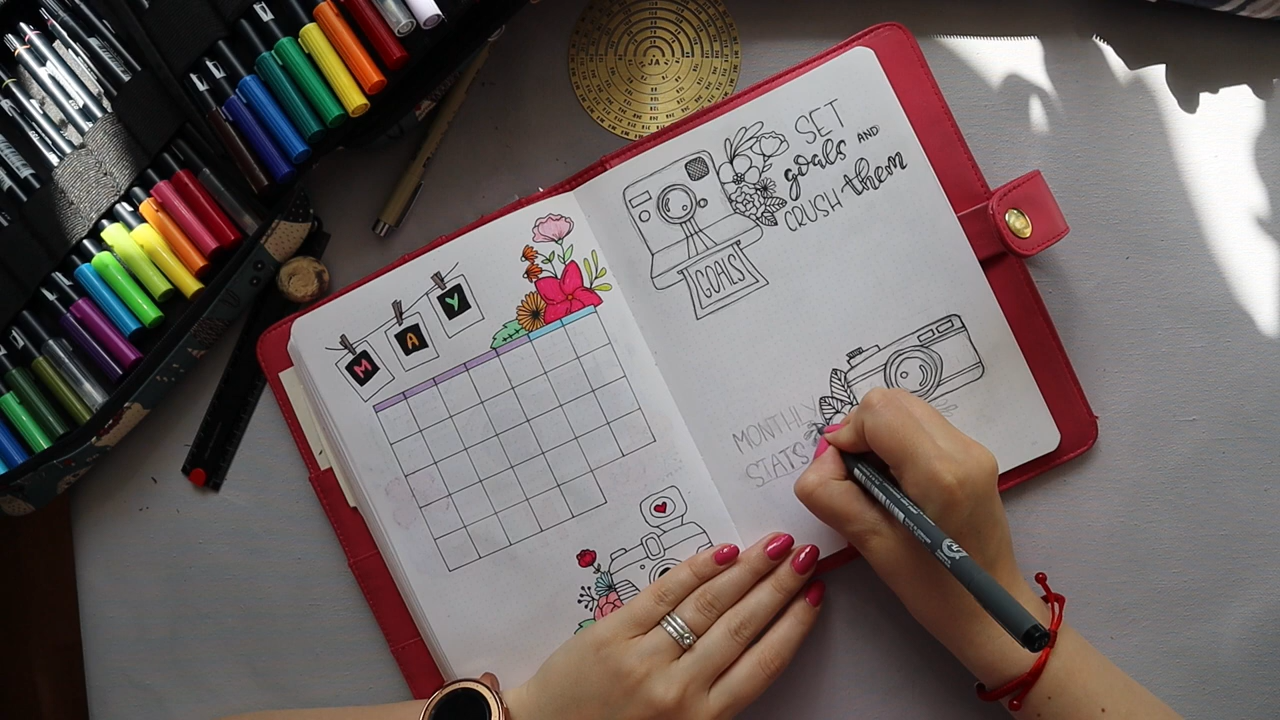 M A Y
SET
goals AND
CRUSH them
GOALS
MONTHLY
STATS